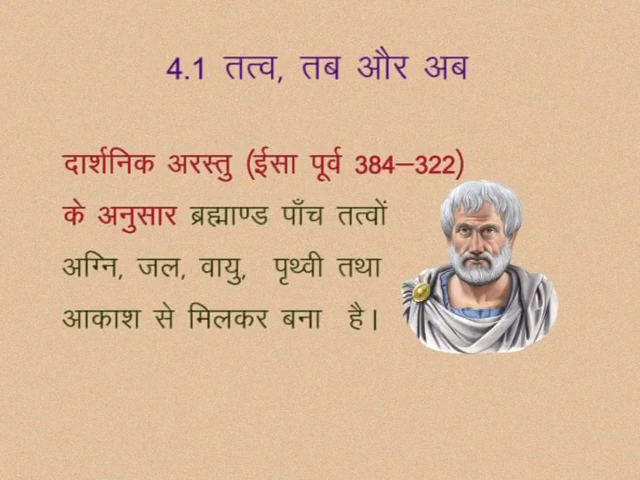 4.1 तत्व, तब और अब
दार्शनिक अरस्तु (ईसा पूर्व 384–322)
के अनुसार ब्रह्माण्ड पाँच तत्वों
अग्नि, जल, वायु, पृथ्वी तथा
आकाश से मिलकर बना है।